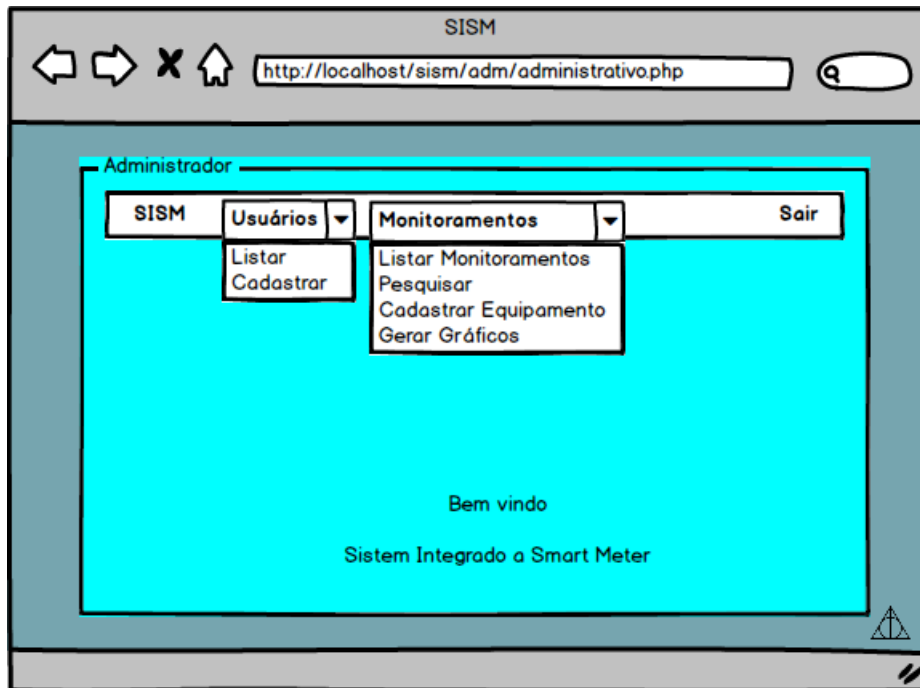 SISM
http://localhost/sism/adm/administrativo.php
Administrador
SISM Usuários Monitoramentos Sair
Listar
Cadastrar
Listar Monitoramentos
Pesquisar
Cadastrar Equipamento
Gerar Gráficos
Bem vindo
Sistem Integrado a Smart Meter